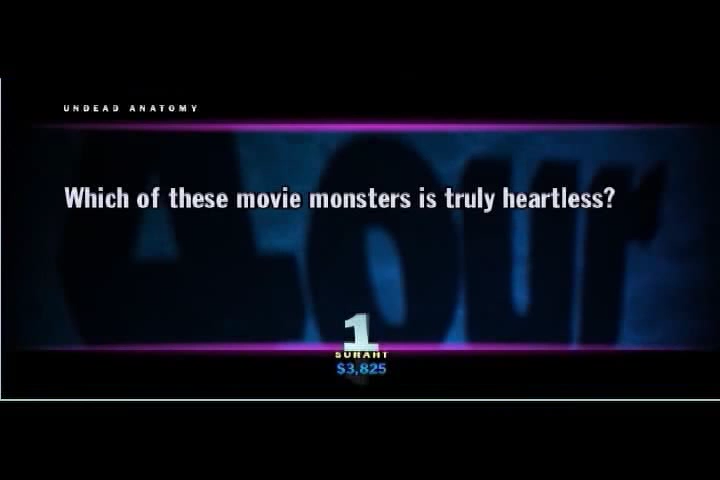 UNDEAD ANATOMY
Which of these movie monsters is truly heartless?
1
$3,825